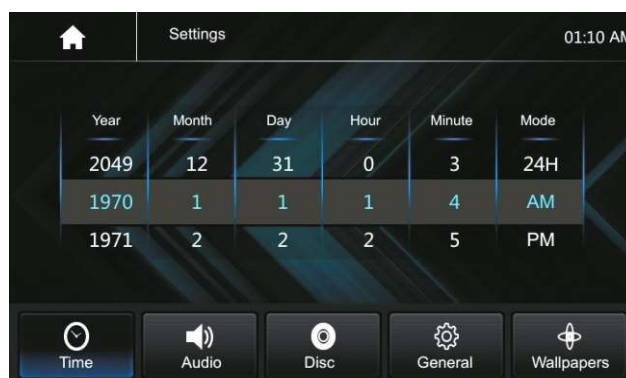 Settings
01:10 AM
Year Month Day Hour Minute Mode
2049 12 31 0 3 24H
1970 1 1 1 4 AM
1971 2 2 2 5 PM
Time Audio Disc General Wallpapers